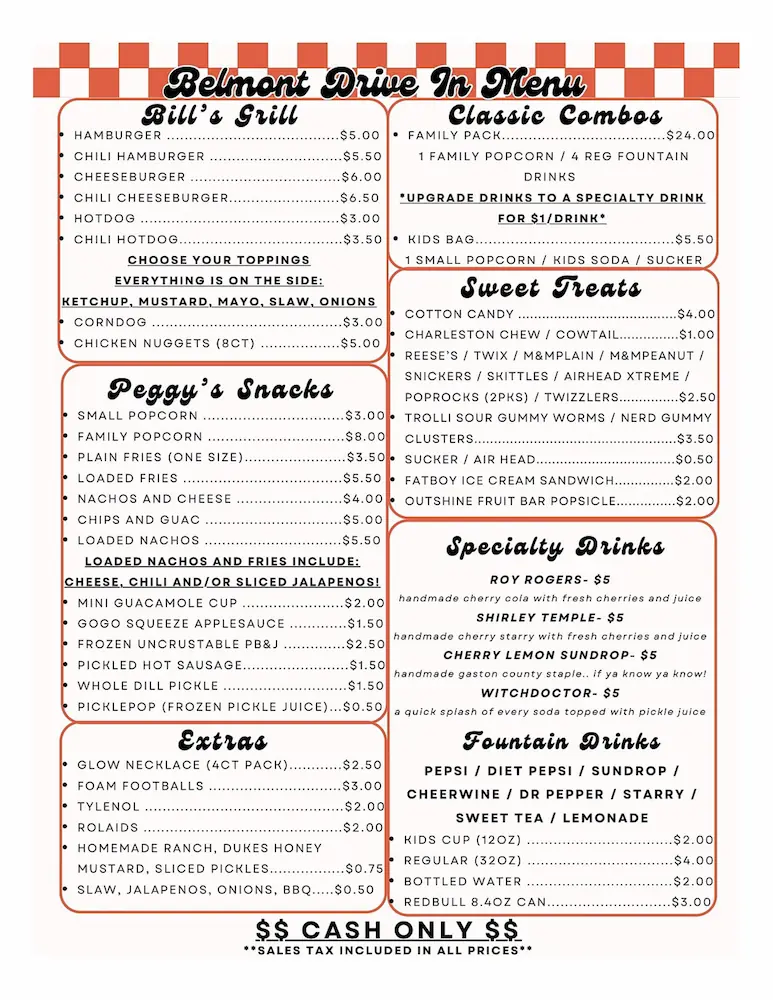 Belmont Drive In Menu
Bill's Grill
• HAMBURGER .......................................$5.00
• CHILI HAMBURGER ..............................$5.50
• CHEESEBURGER ..................................$6.00
• CHILI CHEESEBURGER.........................$6.50
• HOTDOG .............................................$3.00
• CHILI HOTDOG.....................................$3.50
CHOOSE YOUR TOPPINGS
EVERYTHING IS ON THE SIDE:
KETCHUP, MUSTARD, MAYO, SLAW, ONIONS
• CORNDOG ...........................................$3.00
• CHICKEN NUGGETS (8CT) ...................$5.00
Peggy's Snacks
• SMALL POPCORN ................................$3.00
• FAMILY POPCORN ...............................$8.00
• PLAIN FRIES (ONE SIZE).......................$3.50
• LOADED FRIES ....................................$5.50
• NACHOS AND CHEESE ........................$4.00
• CHIPS AND GUAC ...............................$5.00
• LOADED NACHOS ...............................$5.50
LOADED NACHOS AND FRIES INCLUDE:
CHEESE, CHILI AND/OR SLICED JALAPENOS!
• MINI GUACAMOLE CUP .......................$2.00
• GOGO SQUEEZE APPLESAUCE ............$1.50
• FROZEN UNCRUSTABLE PB&J ..............$2.50
• PICKLED HOT SAUSAGE........................$1.50
• WHOLE DILL PICKLE ............................$1.50
• PICKLEPOP (FROZEN PICKLE JUICE)...$0.50
Extras
• GLOW NECKLACE (4CT PACK)............$2.50
• FOAM FOOTBALLS ...............................$3.00
• TYLENOL ............................................$2.00
• ROLAIDS .............................................$2.00
• HOMEMADE RANCH, DUKES HONEY
MUSTARD, SLICED PICKLES.................$0.75
• SLAW, JALAPENOS, ONIONS, BBQ.....$0.50
Classic Combos
• FAMILY PACK.....................................$24.00
1 FAMILY POPCORN / 4 REG FOUNTAIN
DRINKS
*UPGRADE DRINKS TO A SPECIALTY DRINK
FOR $1/DRINK*
• KIDS BAG.............................................$5.50
1 SMALL POPCORN / KIDS SODA / SUCKER
Sweet Treats
• COTTON CANDY ....................................$4.00
• CHARLESTON CHEW / COWTAIL..............$1.00
• REESE'S / TWIX / M&MPLAIN / M&MPEANUT /
SNICKERS / SKITTLES / AIRHEAD XTREME /
POPROCKS (2PKS) / TWIZZLERS...............$2.50
• TROLLI SOUR GUMMY WORMS / NERD GUMMY
CLUSTERS..............................................$3.50
• SUCKER / AIR HEAD................................$0.50
• FATBOY ICE CREAM SANDWICH..............$2.00
• OUTSHINE FRUIT BAR POPSICLE..............$2.00
Specialty Drinks
ROY ROGERS- $5
handmade cherry cola with fresh cherries and juice
SHIRLEY TEMPLE- $5
handmade cherry starry with fresh cherries and juice
CHERRY LEMON SUNDROP- $5
handmade gaston county staple.. if ya know ya know!
WITCHDOCTOR- $5
a quick splash of every soda topped with pickle juice
Fountain Drinks
PEPSI / DIET PEPSI / SUNDROP /
CHEERWINE / DR PEPPER / STARRY /
SWEET TEA / LEMONADE
• KIDS CUP (12OZ) .................................$2.00
• REGULAR (32OZ) .................................$4.00
• BOTTLED WATER .................................$2.00
• REDBULL 8.4OZ CAN............................$3.00
$$ CASH ONLY $$
**SALES TAX INCLUDED IN ALL PRICES**